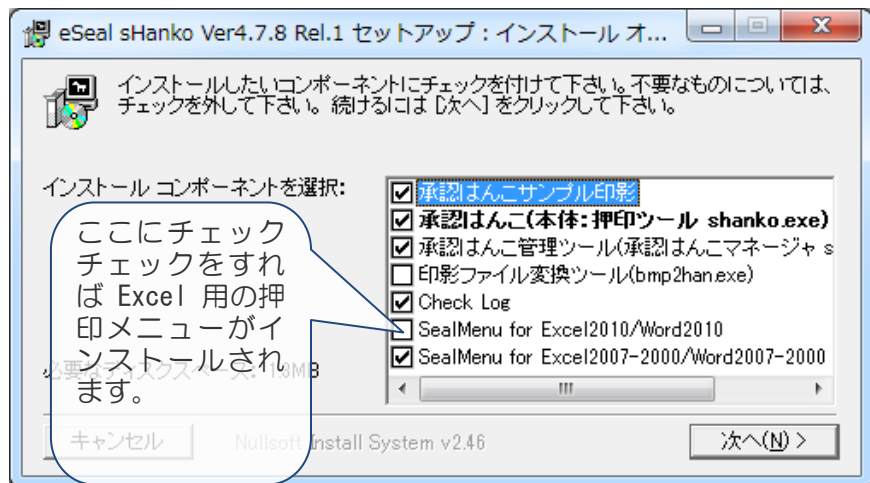 eSeal sHanko Ver4.7.8 Rel.1 セットアップ：インストール オ...
インストールしたいコンポーネントにチェックを付けて下さい。不要なものについては、
チェックを外して下さい。続けるには [次へ] をクリックして下さい。
インストール コンポーネントを選択:
承認はんこサンプル印影
承認はんこ(本体:押印ツール shanko.exe)
承認はんこ管理ツール(承認はんこマネージャ s
印影ファイル変換ツール(bmp2han.exe)
Check Log
SealMenu for Excel2010/Word2010
SealMenu for Excel2007-2000/Word2007-2000
ここにチェック
チェックをすれ
ば Excel 用の押
印メニューがイ
ンストールされ
ます。
必要なディスクスペース: 1.8MB
キャンセル
Nullsoft Install System v2.46
次へ(N) >